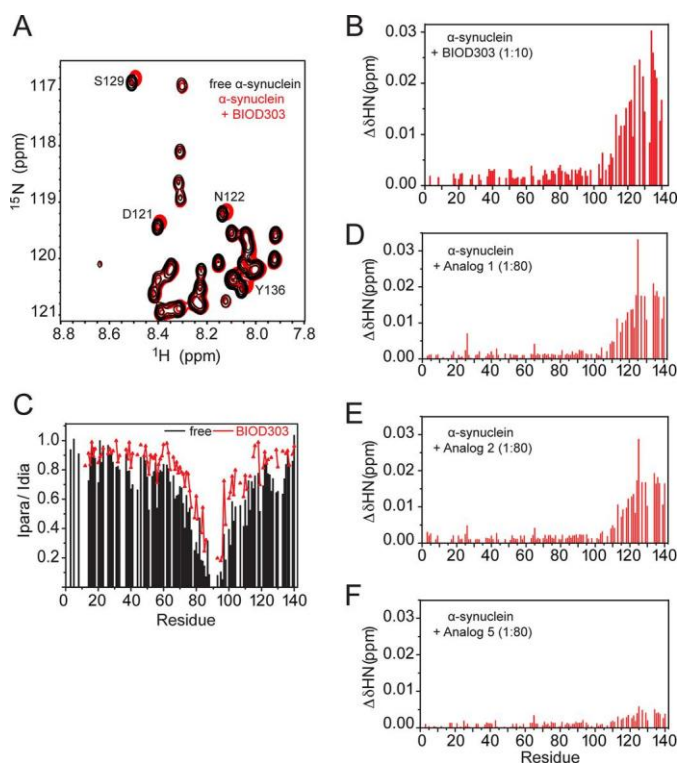 A
117
118
119
120
121
¹⁵N (ppm)
S129
free α-synuclein
α-synuclein
+ BIOD303
N122
D121
Y136
8.8 8.6 8.4 8.2 8.0
¹H (ppm)
B
0.03
0.02
0.01
0.00
ΔδHN(ppm)
α-synuclein
+ BIOD303 (1:10)
0 20 40 60 80 100 120 140
C
free BIOD303
1.0
0.8
0.6
0.4
0.2
Ipara/ Idia
0 20 40 60 80 100 120 140
Residue
D
0.03
0.02
0.01
0.00
ΔδHN(ppm)
α-synuclein
+ Analog 1 (1:80)
0 20 40 60 80 100 120 140
E
0.03
0.02
0.01
0.00
ΔδHN(ppm)
α-synuclein
+ Analog 2 (1:80)
0 20 40 60 80 100 120 140
F
0.03
0.02
0.01
0.00
ΔδHN(ppm)
α-synuclein
+ Analog 5 (1:80)
0 20 40 60 80 100 120 140
Residue